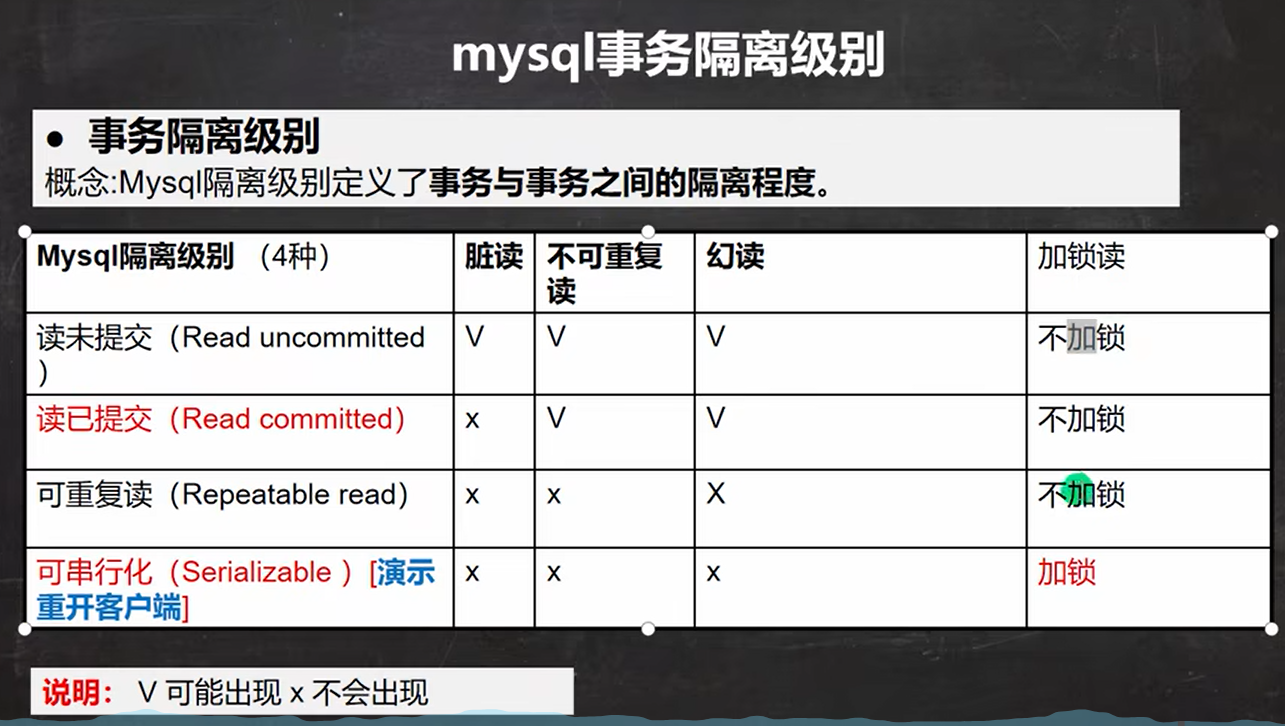 mysql事务隔离级别
● 事务隔离级别
概念:Mysql隔离级别定义了事务与事务之间的隔离程度。
Mysql隔离级别 （4种） 脏读 不可重复 幻读 加锁读
读
读未提交（Read uncommitted V V V 不加锁
）
读已提交（Read committed） x V V 不加锁
可重复读（Repeatable read） x x X 不加锁
可串行化（Serializable ）[演示 x x x 加锁
重开客户端]
说明： V 可能出现 x 不会出现